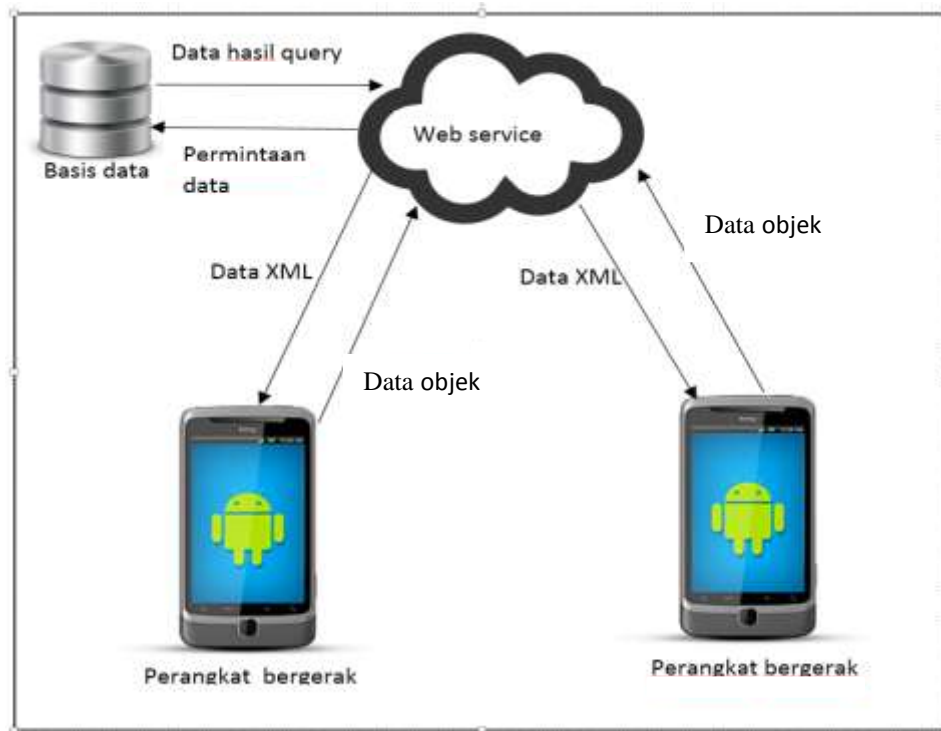 Data hasil query
Web service
Basis data
Permintaan
data
Data objek
Data XML
Data XML
Data objek
Perangkat bergerak
Perangkat bergerak